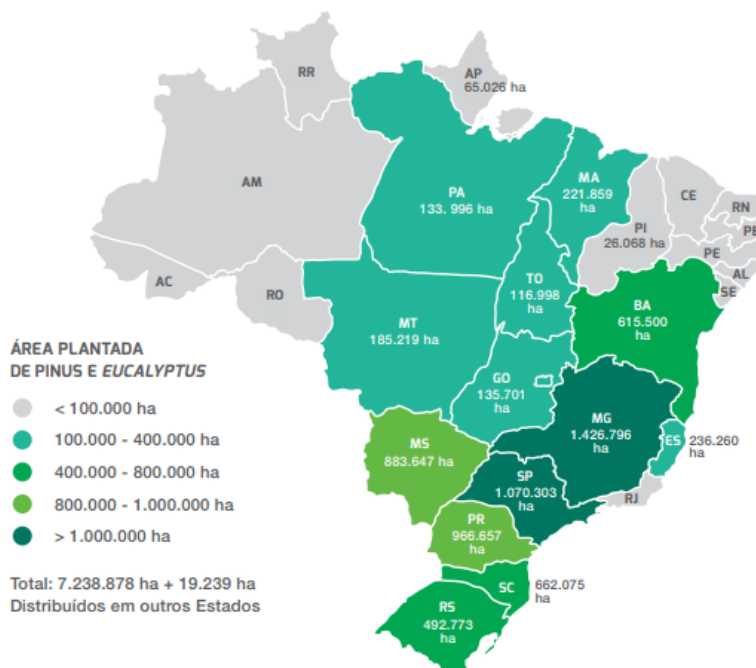 RR
AP
65.026 ha
AM
PA
133. 996 ha
MA
221.859
ha
CE
RN
PI
26.068 ha
PE
AL
SE
AC
RO
TO
116.998
ha
BA
615.500
ha
MT
185.219 ha
GO
135.701
ha
MG
1.426.796
ha
ES
236.260
ha
MS
883.647 ha
SP
1.070.303
ha
RJ
PR
966.657
ha
SC
662.075
ha
RS
492.773
ha
ÁREA PLANTADA
DE PINUS E EUCALYPTUS
< 100.000 ha
100.000 - 400.000 ha
400.000 - 800.000 ha
800.000 - 1.000.000 ha
> 1.000.000 ha
Total: 7.238.878 ha + 19.239 ha
Distribuídos em outros Estados